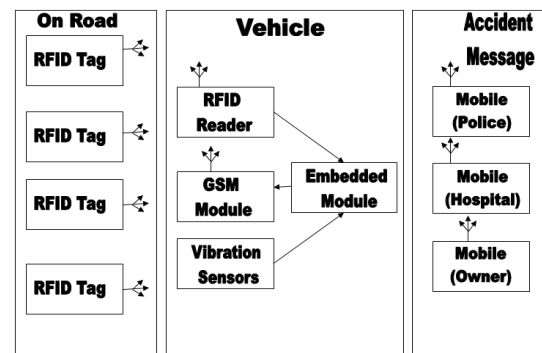 On Road
RFID Tag
RFID Tag
RFID Tag
RFID Tag
Vehicle
RFID
Reader
GSM
Module
Embedded
Module
Vibration
Sensors
Accident
Message
Mobile
(Police)
Mobile
(Hospital)
Mobile
(Owner)